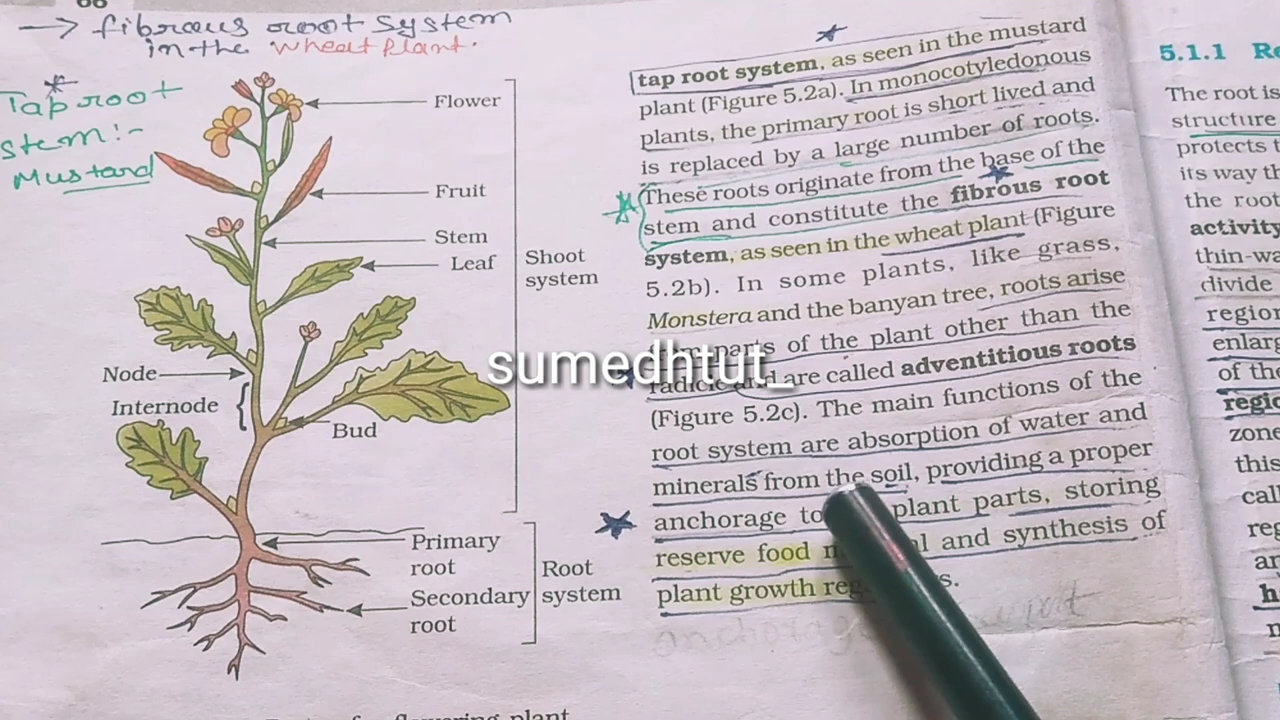 → fibrous root system
in the wheat plant.
* Tap root
stem:-
Mustard
Flower
Fruit
Stem
Leaf
Shoot
system
Node
Internode
Bud
Primary
root
Secondary
root
Root
system
flowering plant
tap root system, as seen in the mustard
plant (Figure 5.2a). In monocotyledonous
plants, the primary root is short lived and
is replaced by a large number of roots.
These roots originate from the base of the
stem and constitute the fibrous root
system, as seen in the wheat plant (Figure
5.2b). In some plants, like grass,
Monstera and the banyan tree, roots arise
parts of the plant other than the
radicle and are called adventitious roots
(Figure 5.2c). The main functions of the
root system are absorption of water and
minerals from the soil, providing a proper
anchorage to plant parts, storing
reserve food and synthesis of
plant growth
anchorage
sumedhtut_
5.1.1 Re
The root is
structure
protects t
its way th
the root
activity
thin-wa
divide
region
enlarg
of the
regio
zone
this
call
reg
ar
h